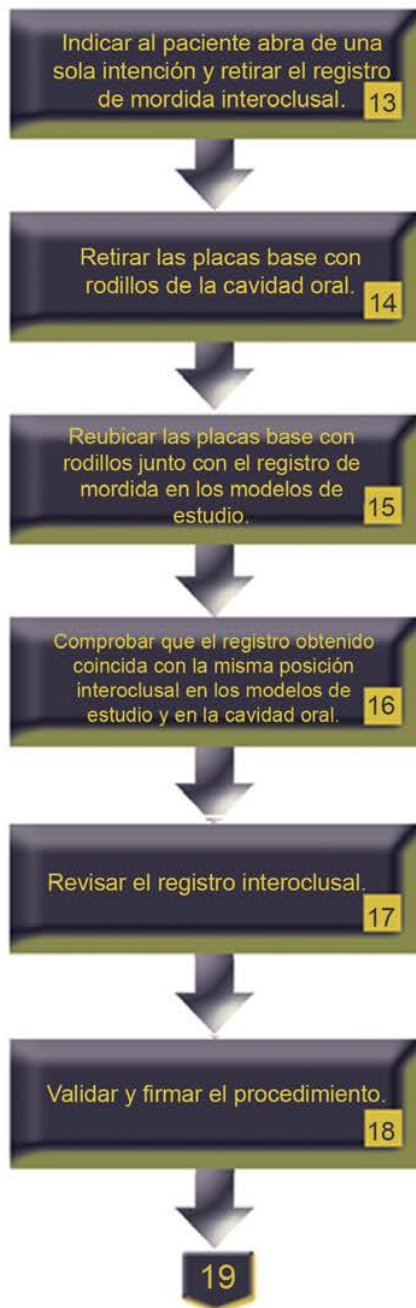 Indicar al paciente abra de una
sola intención y retirar el registro
de mordida interoclusal.
13
Retirar las placas base con
rodillos de la cavidad oral.
14
Reubicar las placas base con
rodillos junto con el registro de
mordida en los modelos de
estudio.
15
Comprobar que el registro obtenido
coincida con la misma posición
interoclusal en los modelos de
estudio y en la cavidad oral.
16
Revisar el registro interoclusal.
17
Validar y firmar el procedimiento.
18
19